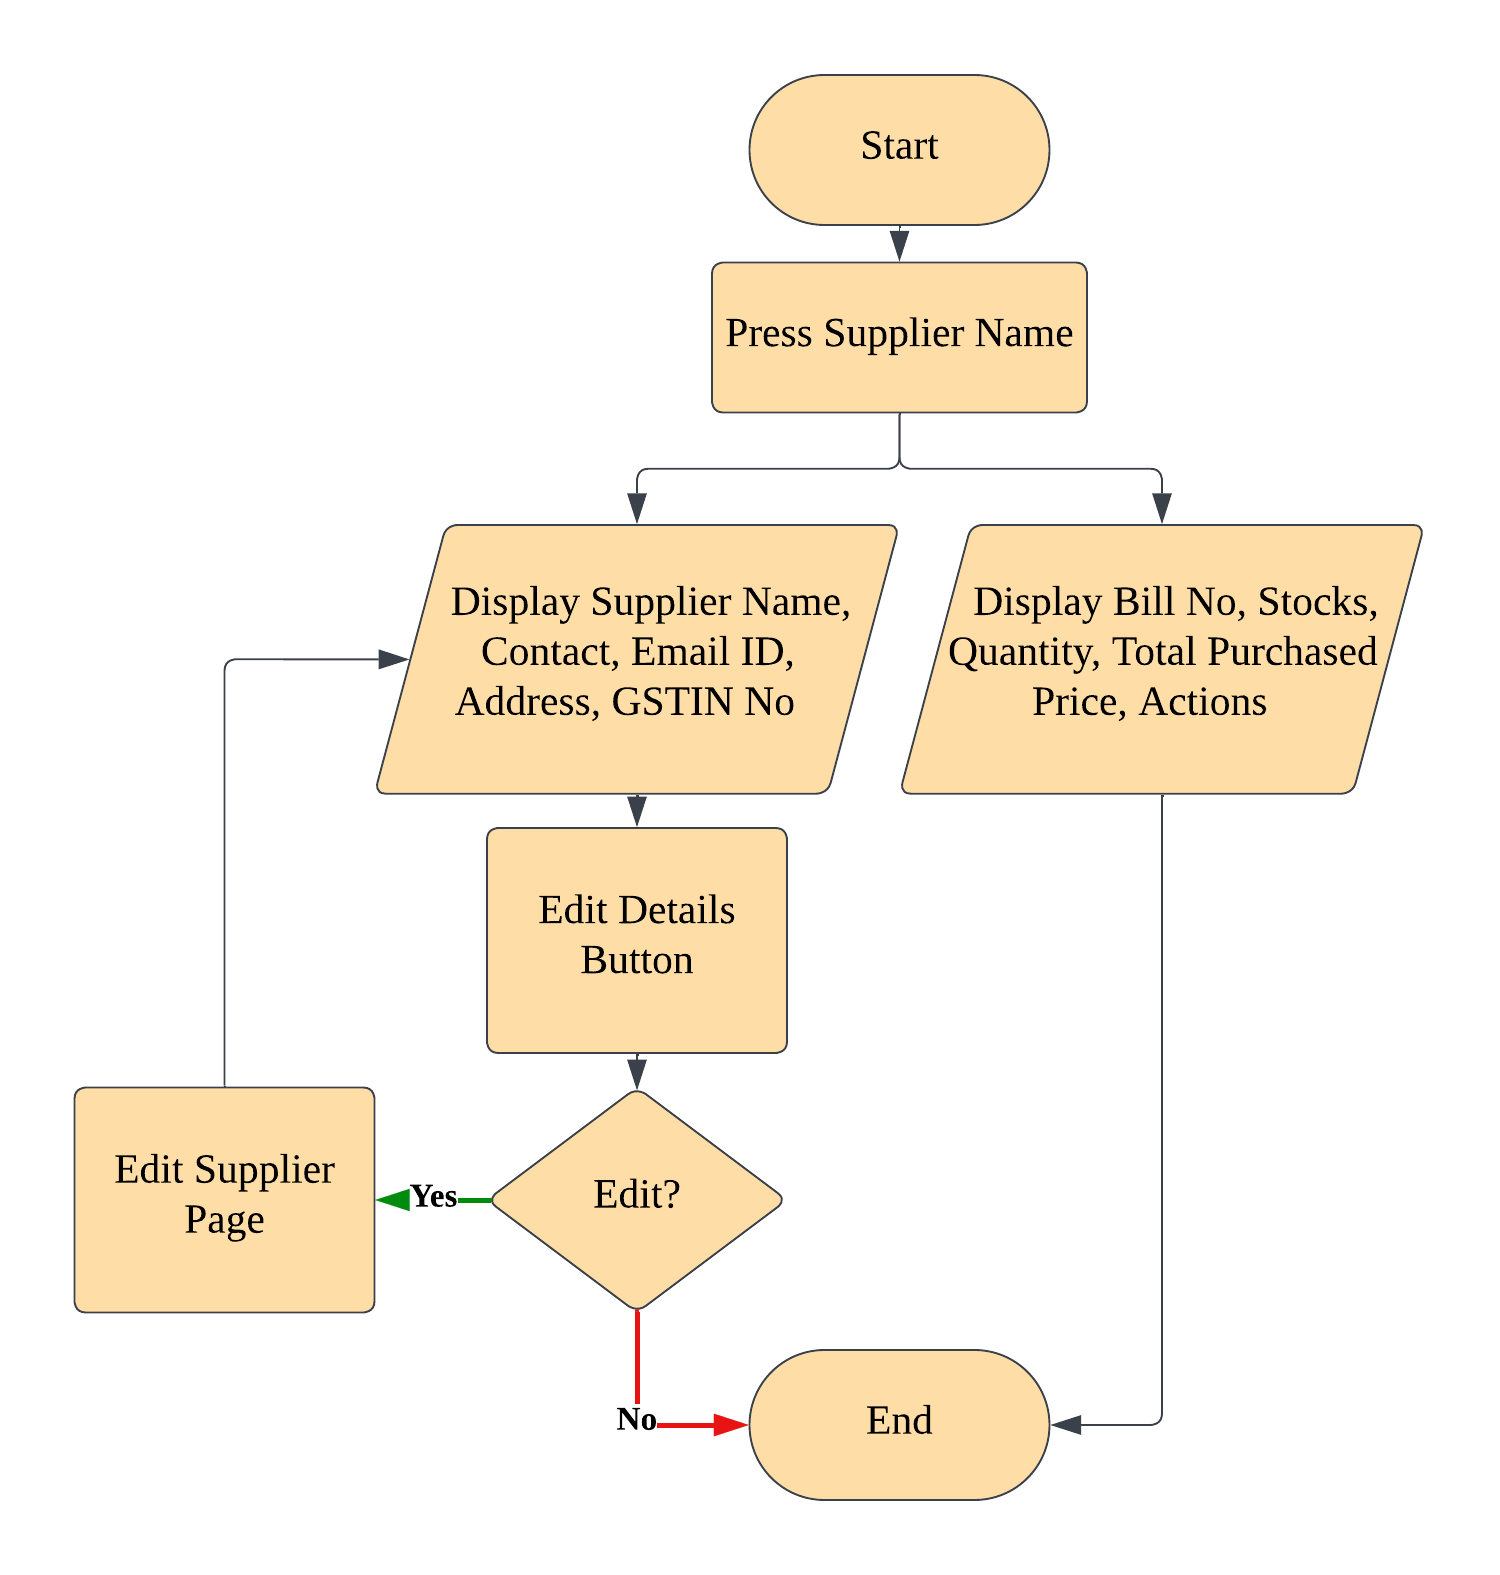 Start
Press Supplier Name
Display Supplier Name,
Contact, Email ID,
Address, GSTIN No
Display Bill No, Stocks,
Quantity, Total Purchased
Price, Actions
Edit Details
Button
Edit Supplier
Page
Yes
Edit?
No
End